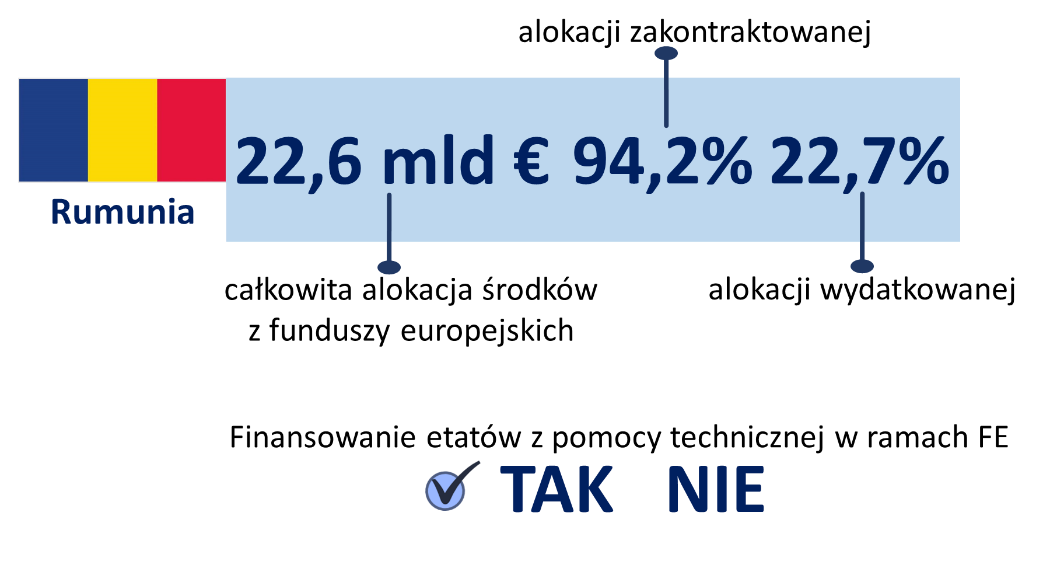 alokacji zakontraktowanej
22,6 mld € 94,2% 22,7%
Rumunia
całkowita alokacja środków
z funduszy europejskich
alokacji wydatkowanej
Finansowanie etatów z pomocy technicznej w ramach FE
TAK NIE